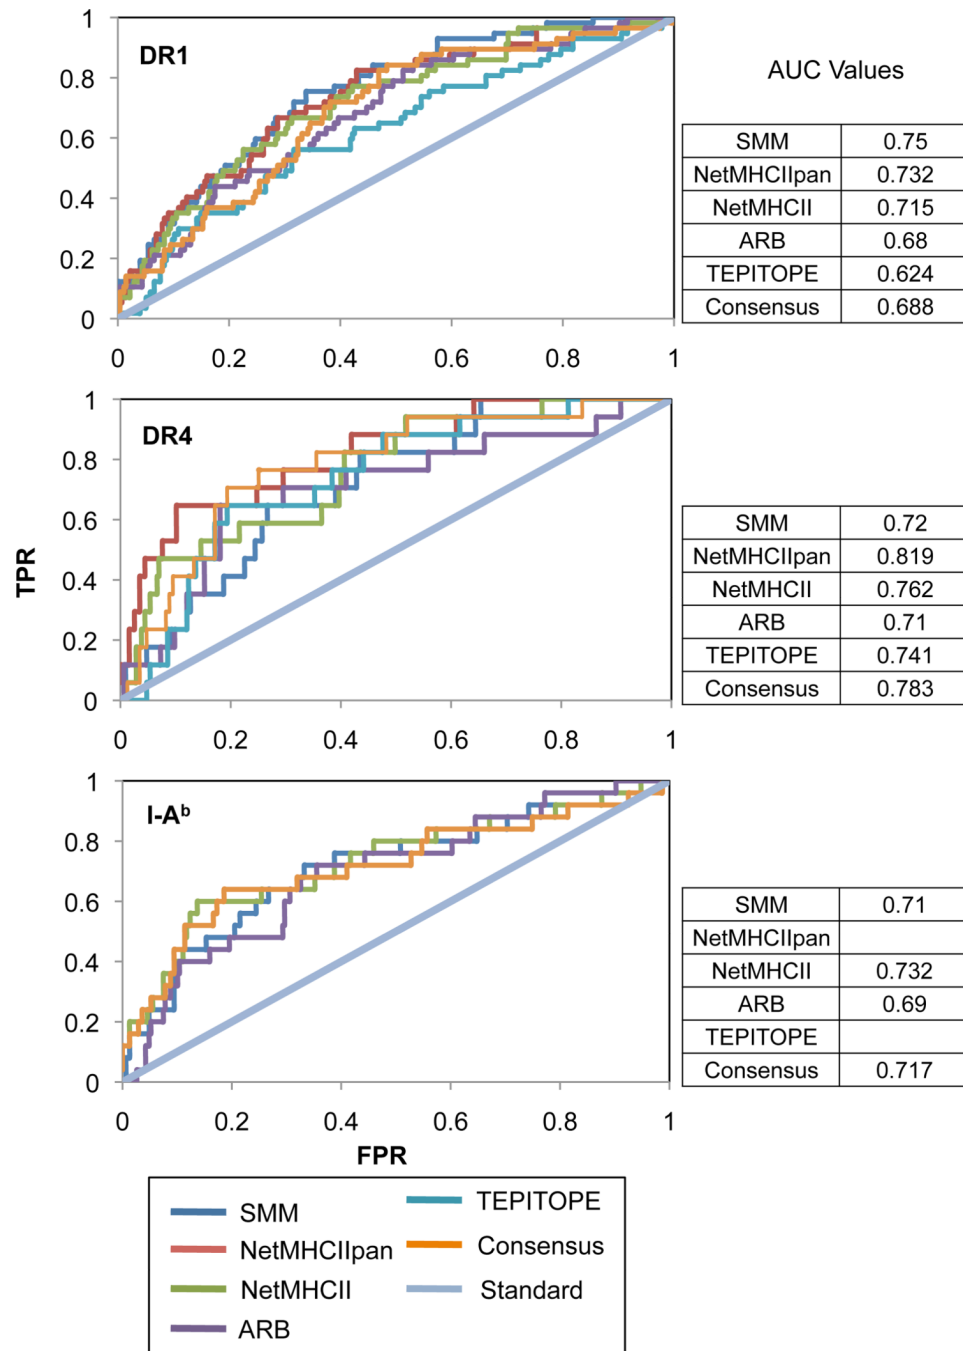 DR1
1
0.8
0.6
0.4
0.2
0
0 0.2 0.4 0.6 0.8 1
AUC Values
SMM 0.75
NetMHCIIpan 0.732
NetMHCII 0.715
ARB 0.68
TEPITOPE 0.624
Consensus 0.688
DR4
1
0.8
0.6
0.4
0.2
0
0 0.2 0.4 0.6 0.8 1
TPR
SMM 0.72
NetMHCIIpan 0.819
NetMHCII 0.762
ARB 0.71
TEPITOPE 0.741
Consensus 0.783
I-Aᵇ
1
0.8
0.6
0.4
0.2
0
0 0.2 0.4 0.6 0.8 1
FPR
SMM 0.71
NetMHCIIpan
NetMHCII 0.732
ARB 0.69
TEPITOPE
Consensus 0.717
SMM
NetMHCIIpan
NetMHCII
ARB
TEPITOPE
Consensus
Standard